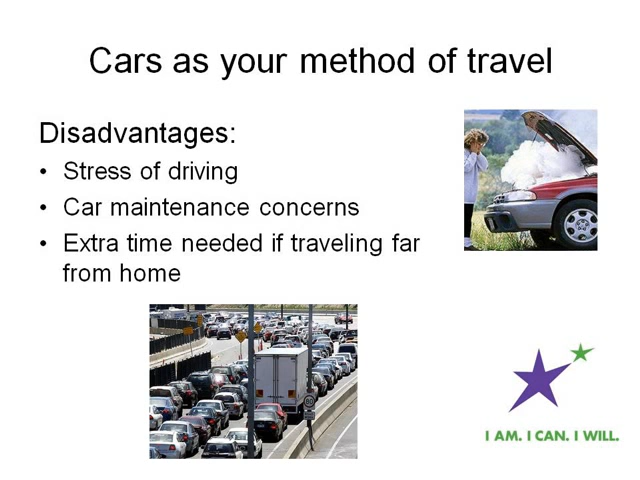 Cars as your method of travel
Disadvantages:
• Stress of driving
• Car maintenance concerns
• Extra time needed if traveling far
from home
I AM. I CAN. I WILL.